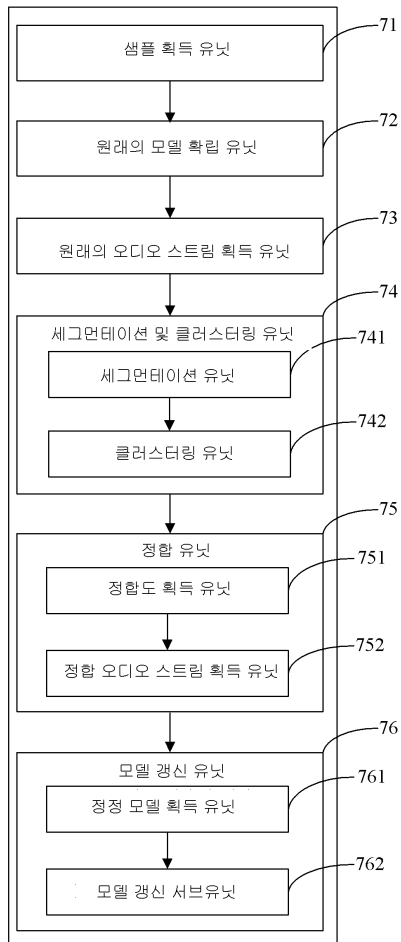 샘플 획득 유닛
71
원래의 모델 확립 유닛
72
원래의 오디오 스트림 획득 유닛
73
74
세그먼테이션 및 클러스터링 유닛
세그먼테이션 유닛
741
클러스터링 유닛
742
75
정합 유닛
정합도 획득 유닛
751
정합 오디오 스트림 획득 유닛
752
76
모델 갱신 유닛
정정 모델 획득 유닛
761
모델 갱신 서브유닛
762